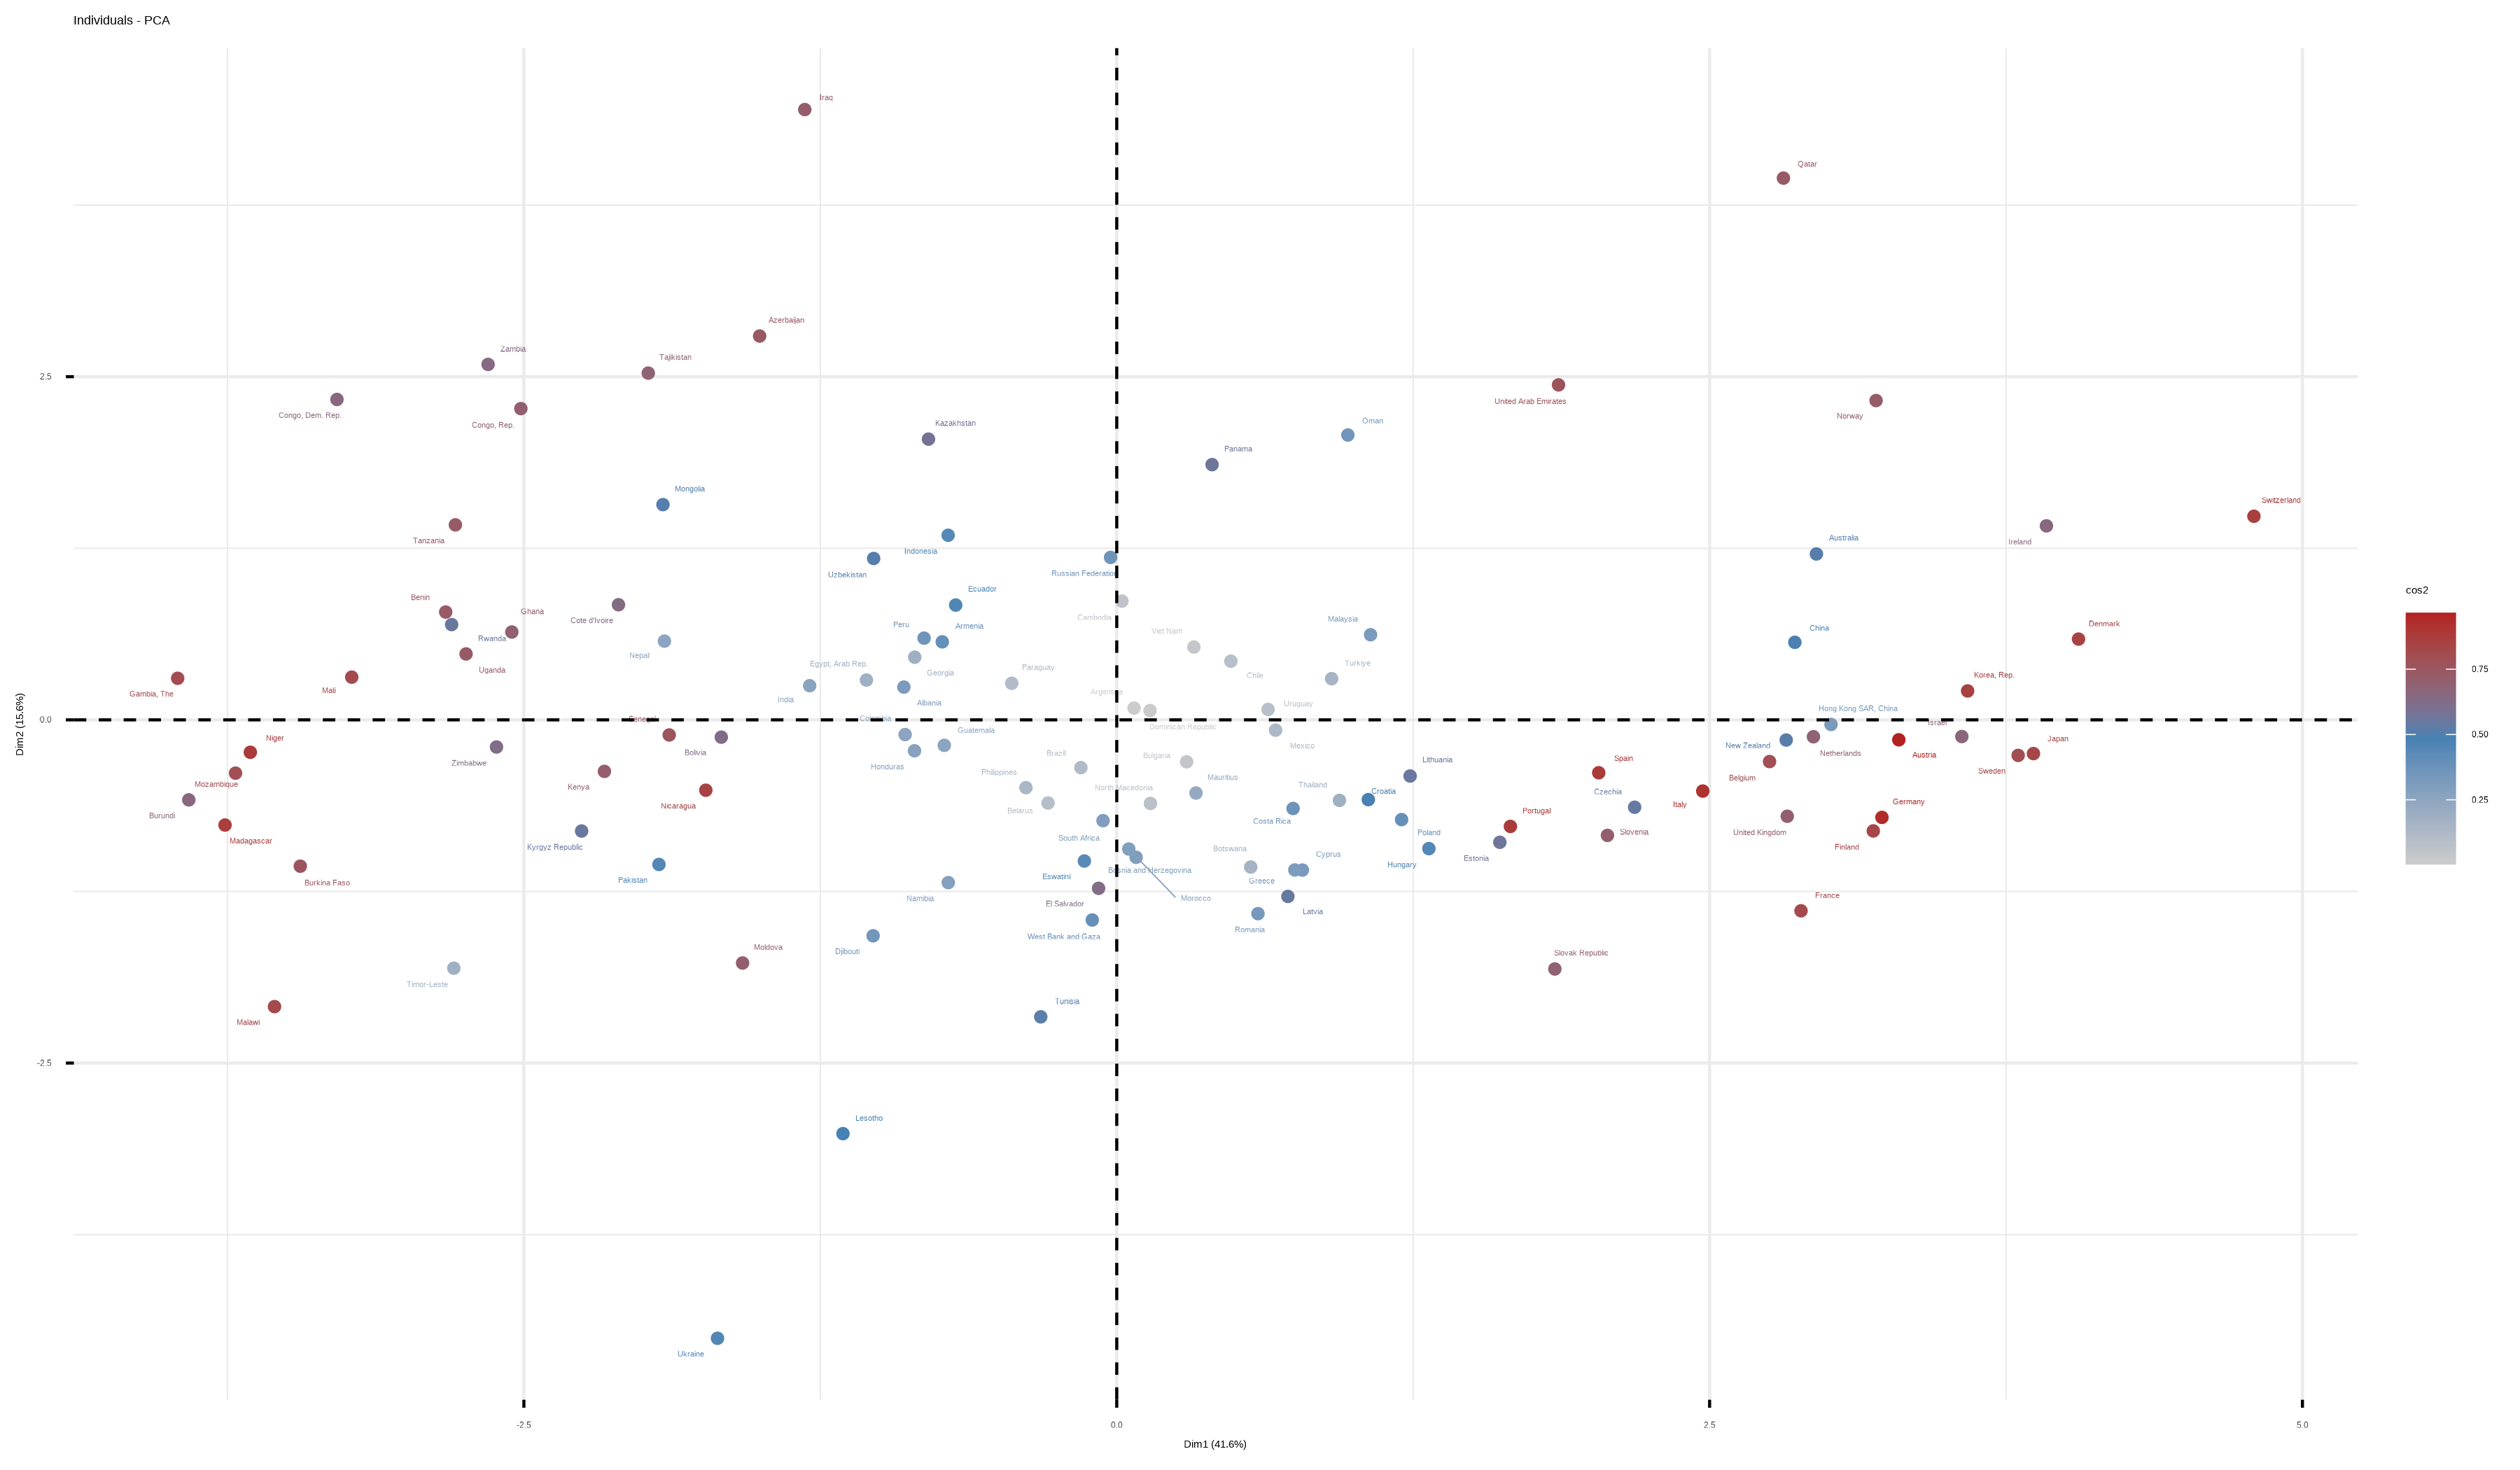 Individuals - PCA
Iraq
Qatar
Azerbaijan
Zambia
Tajikistan
2.5
United Arab Emirates
Congo, Dem. Rep.
Norway
Congo, Rep.
Kazakhstan
Oman
Panama
Mongolia
Switzerland
Tanzania
Australia
Ireland
Indonesia
Uzbekistan
Russian Federation
Ecuador
cos2
Benin
Ghana
Cote d'Ivoire
Cambodia
Malaysia
Peru
Armenia
China
Denmark
Viet Nam
Rwanda
Nepal
Egypt, Arab Rep.
Paraguay
Turkiye
Uganda
Georgia
Chile
Korea, Rep.
0.75
Gambia, The
Mali
India
Argentina
Albania
Uruguay
Hong Kong SAR, China
0.0
Senegal
Colombia
Israel
Dim2 (15.6%)
Guatemala
Dominican Republic
Niger
Bolivia
Brazil
Bulgaria
Mexico
New Zealand
Netherlands
Austria
Japan
0.50
Zimbabwe
Honduras
Lithuania
Spain
Philippines
Mauritius
Belgium
Sweden
Mozambique
Kenya
North Macedonia
Thailand
Croatia
Czechia
Nicaragua
Italy
Germany
0.25
Burundi
Belarus
Portugal
Costa Rica
Poland
Slovenia
United Kingdom
Madagascar
South Africa
Finland
Kyrgyz Republic
Botswana
Cyprus
Estonia
Hungary
Bosnia and Herzegovina
Pakistan
Eswatini
Greece
Burkina Faso
Namibia
Morocco
France
El Salvador
Latvia
Romania
West Bank and Gaza
Moldova
Djibouti
Slovak Republic
Timor-Leste
Tunisia
Malawi
-2.5
Lesotho
Ukraine
-2.5
0.0
2.5
5.0
Dim1 (41.6%)